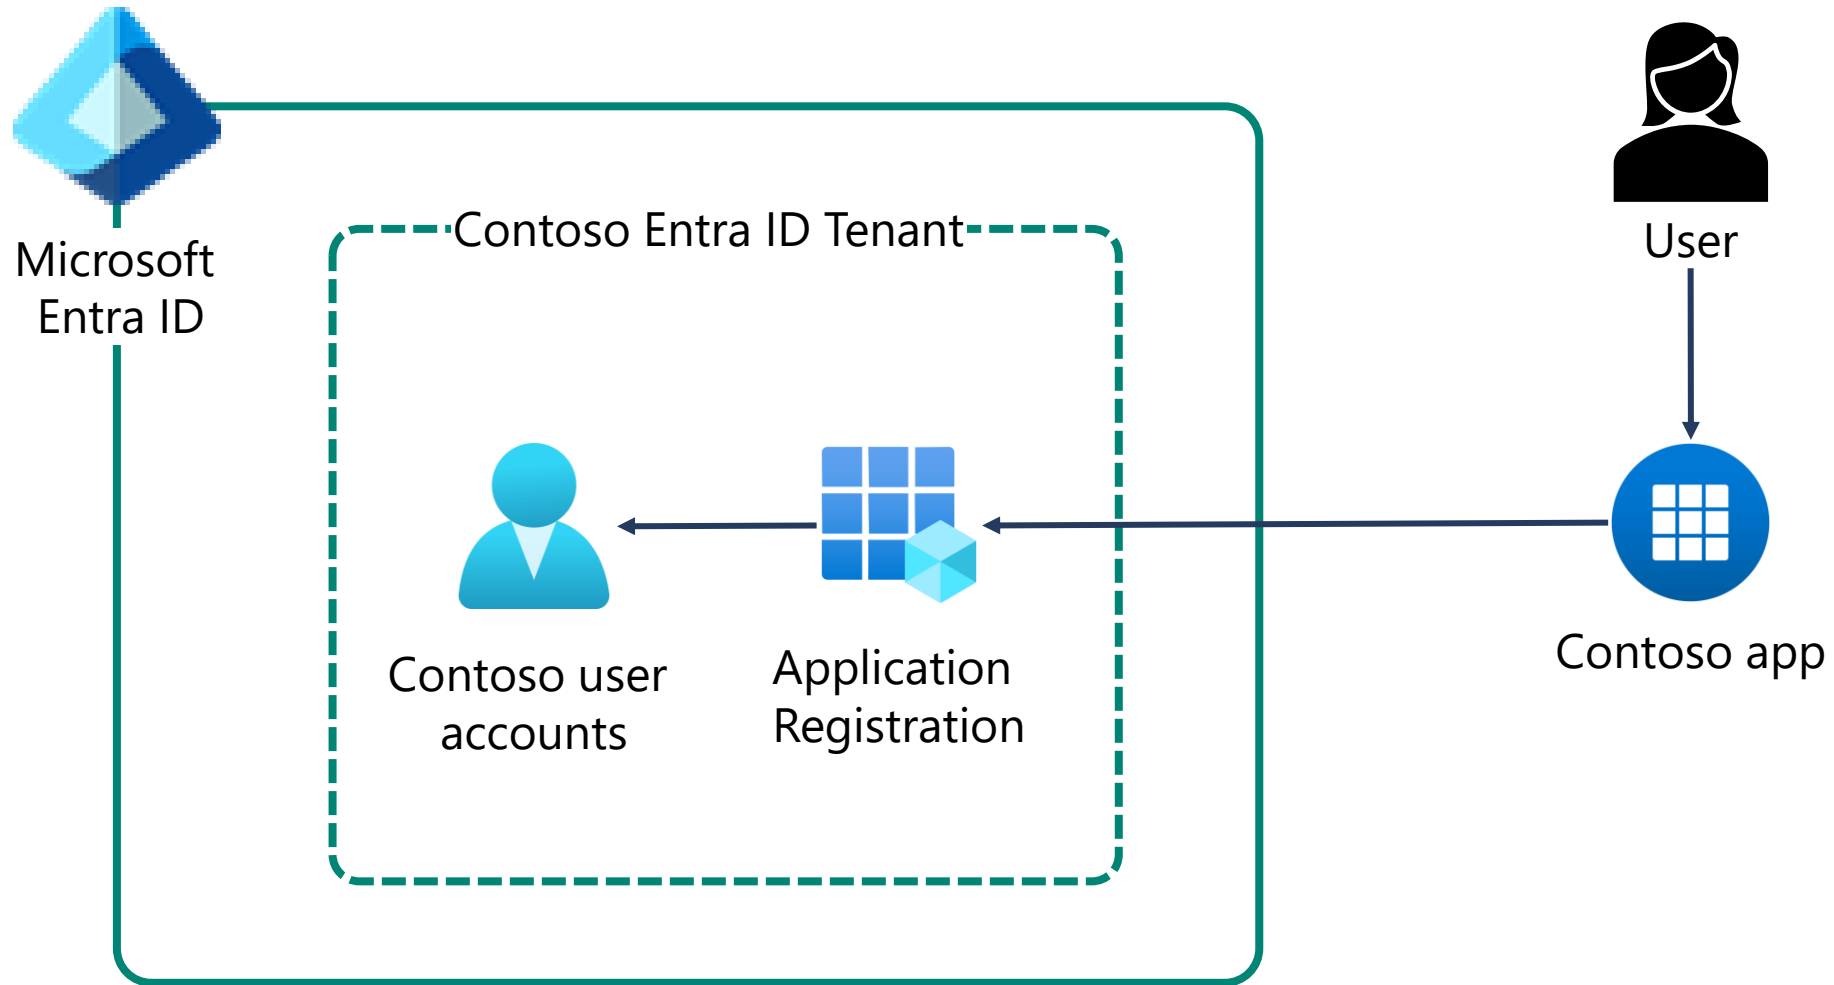 Microsoft
Entra ID
Contoso Entra ID Tenant
User
Contoso user
accounts
Application
Registration
Contoso app